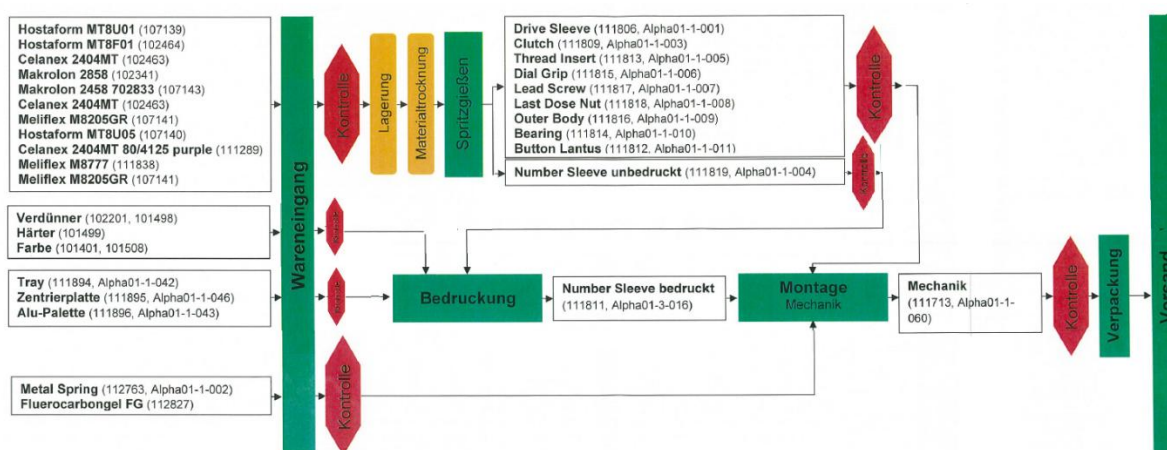 Hostaform MT8U01 (107139)
Hostaform MT8F01 (102464)
Celanex 2404MT (102463)
Makrolon 2858 (102341)
Makrolon 2458 702833 (107143)
Celanex 2404MT (102463)
Meliflex M8205GR (107141)
Hostaform MT8U05 (107140)
Celanex 2404MT 80/4125 purple (111289)
Meliflex M8777 (111838)
Meliflex M8205GR (107141)
Verdünner (102201, 101498)
Härter (101499)
Farbe (101401, 101508)
Tray (111894, Alpha01-1-042)
Zentrierplatte (111895, Alpha01-1-046)
Alu-Palette (111896, Alpha01-1-043)
Metal Spring (112763, Alpha01-1-002)
Fluerocarbongel FG (112827)
Wareneingang
Kontrolle
Lagerung
Materialtrocknung
Spritzgießen
Drive Sleeve (111806, Alpha01-1-001)
Clutch (111809, Alpha01-1-003)
Thread Insert (111813, Alpha01-1-005)
Dial Grip (111815, Alpha01-1-006)
Lead Screw (111817, Alpha01-1-007)
Last Dose Nut (111818, Alpha01-1-008)
Outer Body (111816, Alpha01-1-009)
Bearing (111814, Alpha01-1-010)
Button Lantus (111812, Alpha01-1-011)
Number Sleeve unbedruckt (111819, Alpha01-1-004)
Kontrolle
Kontrolle
Kontrolle
Kontrolle
Kontrolle
Bedruckung
Number Sleeve bedruckt
(111811, Alpha01-3-016)
Montage
Mechanik
Mechanik
(111713, Alpha01-1-
060)
Kontrolle
Verpackung
Versand